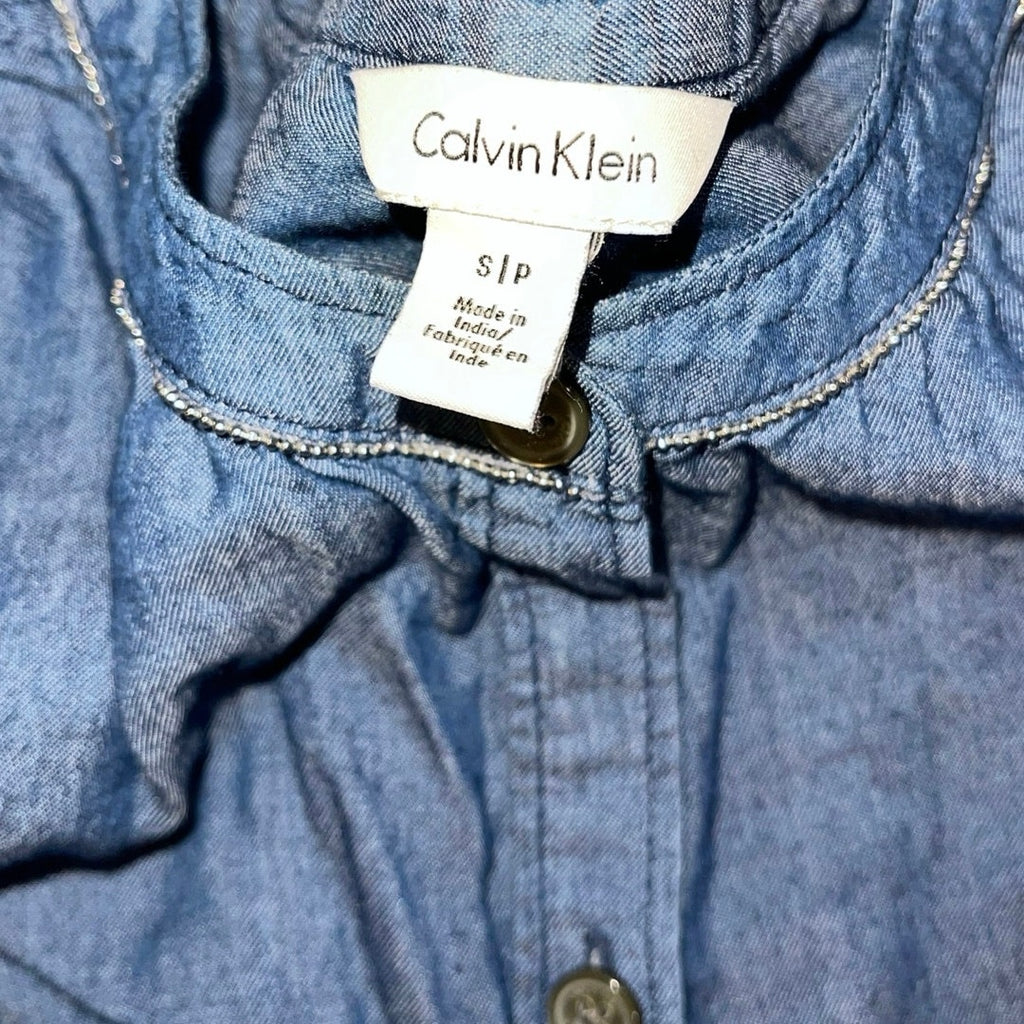 Calvin Klein
S|P
Made in
India/
Fabriqué en
Inde